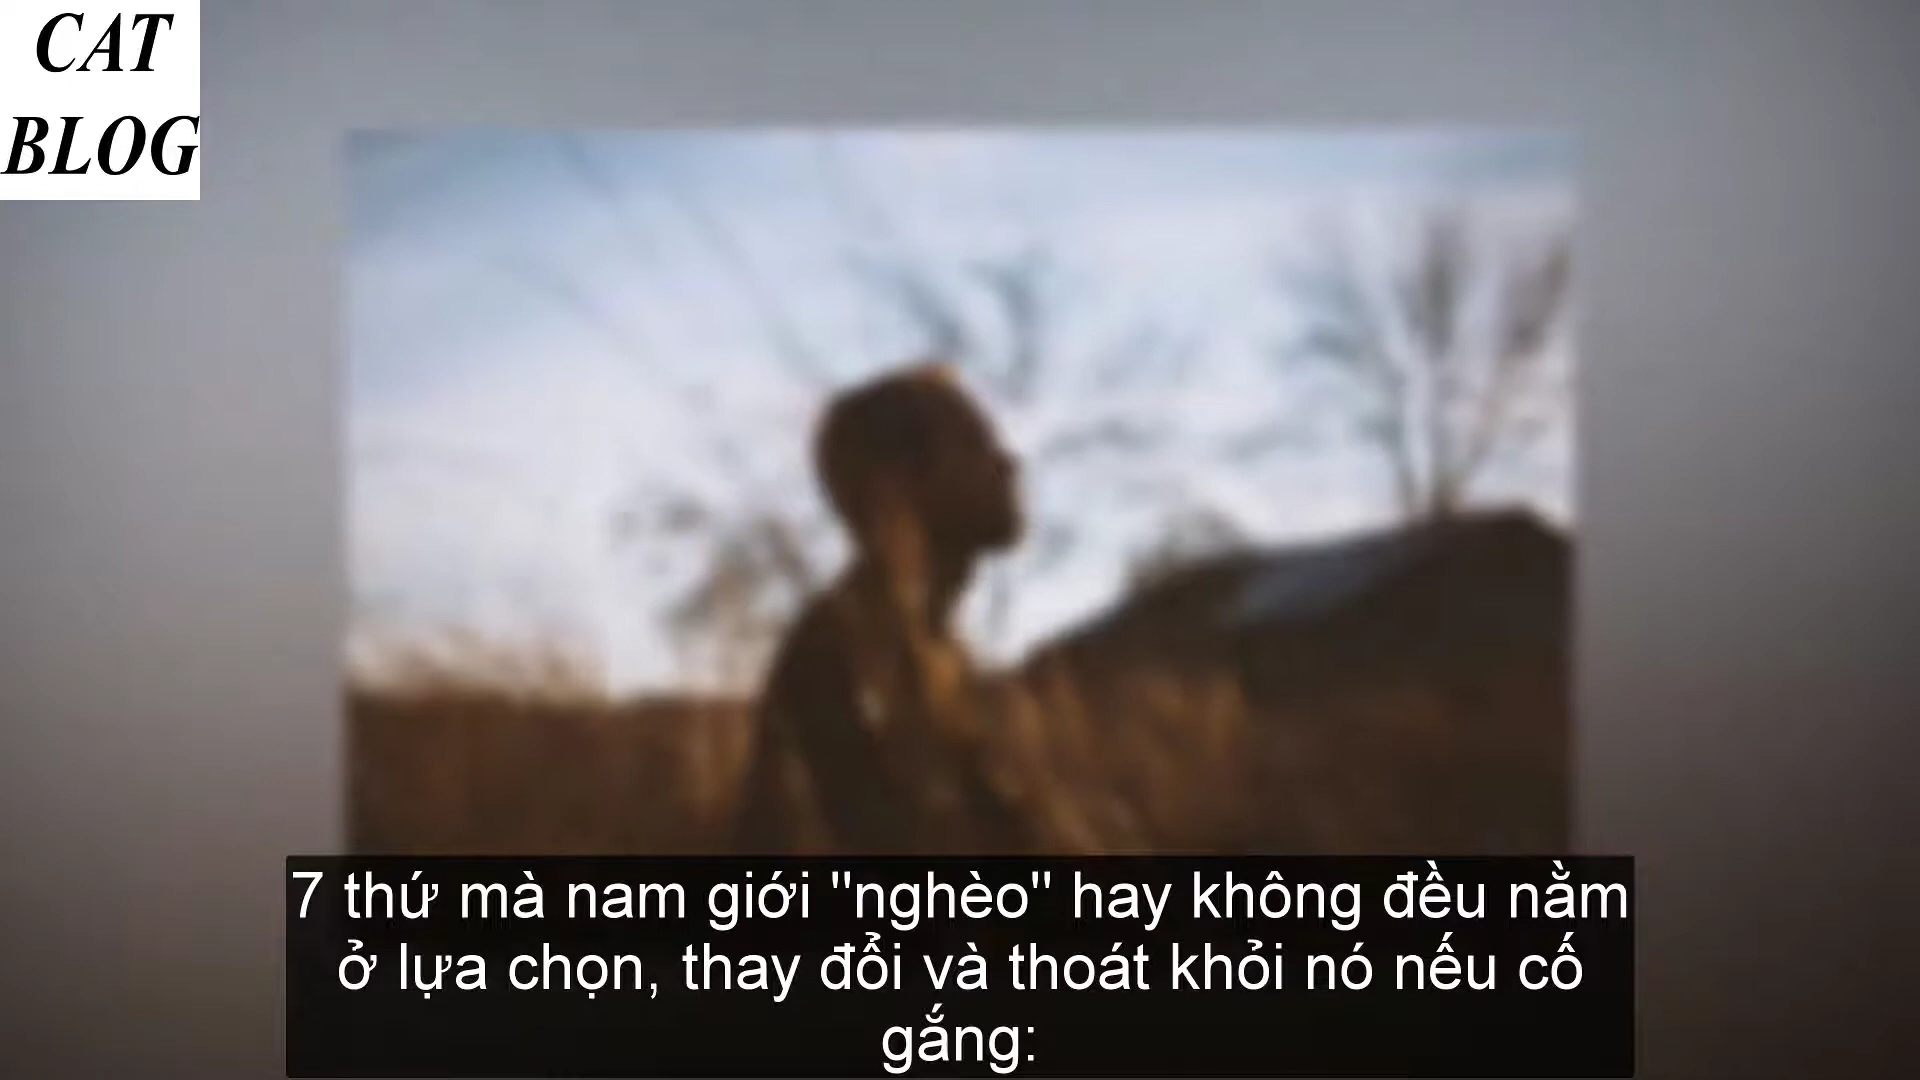 CAT
BLOG
7 thứ mà nam giới "nghèo" hay không đều nằm
ở lựa chọn, thay đổi và thoát khỏi nó nếu cố
gắng: